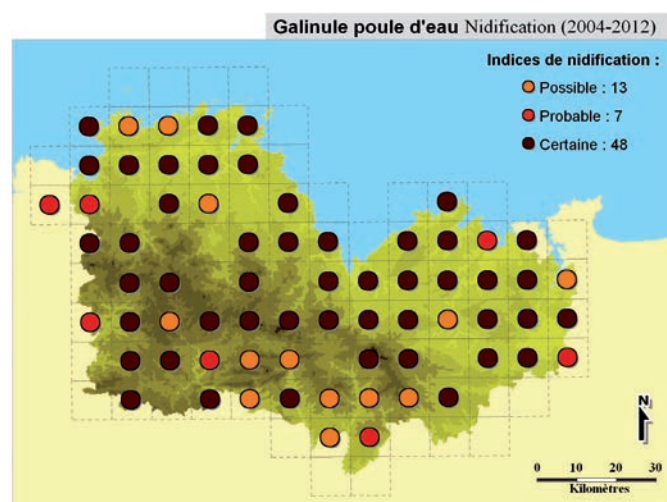 Galinule poule d'eau Nidification (2004-2012)
Indices de nidification :
Possible : 13
Probable : 7
Certaine : 48
N
0 10 20 30
Kilomètres